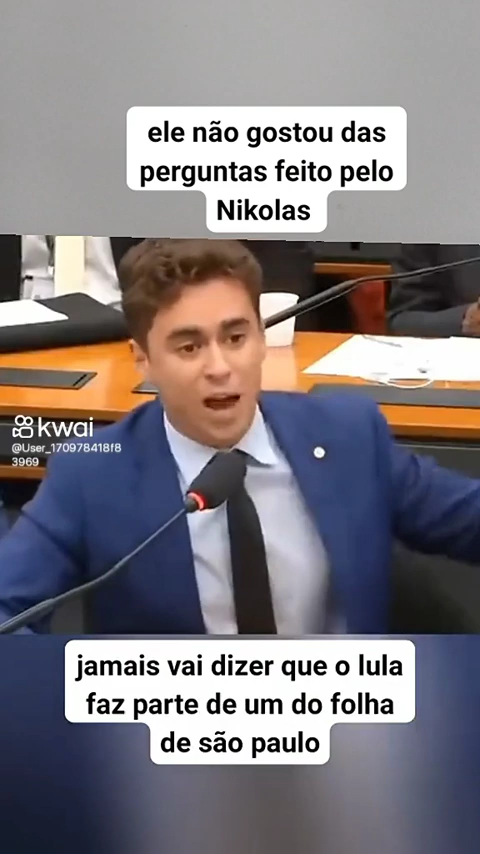 ele não gostou das
perguntas feito pelo
Nikolas
kwai
@User_170978418f8
3969
jamais vai dizer que o lula
faz parte de um do folha
de são paulo